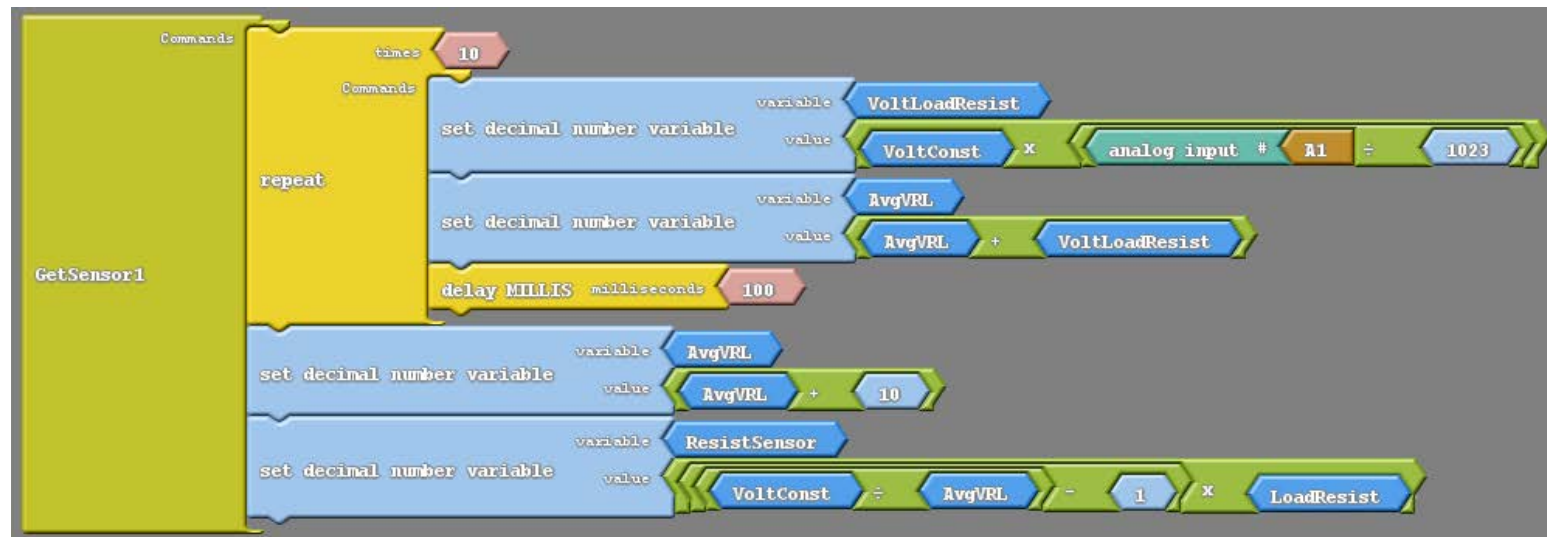 Commands
times 10
Commands
variable VoltLoadResist
set decimal number variable
value VoltConst x analog input # A1 ÷ 1023
repeat
variable AvgVRL
set decimal number variable
value AvgVRL + VoltLoadResist
GetSensor1
delay MILLIS milliseconds 100
variable AvgVRL
set decimal number variable
value AvgVRL + 10
variable ResistSensor
set decimal number variable
value VoltConst ÷ AvgVRL - 1 x LoadResist